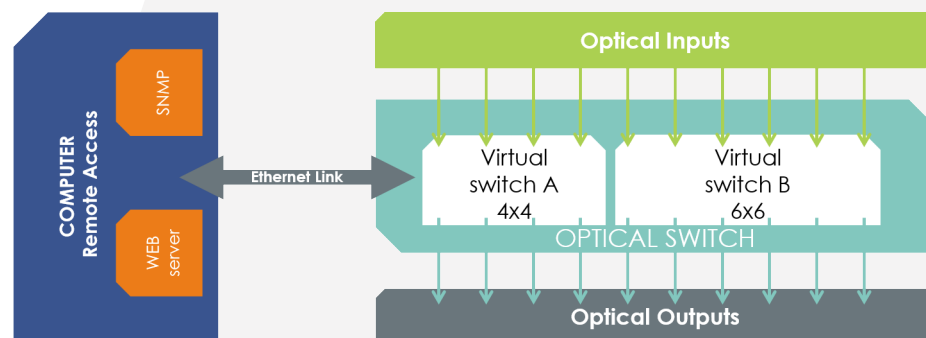 COMPUTER
Remote Access
SNMP
WEB
server
Ethernet Link
Optical Inputs
Virtual
switch A
4x4
Virtual
switch B
6x6
OPTICAL SWITCH
Optical Outputs